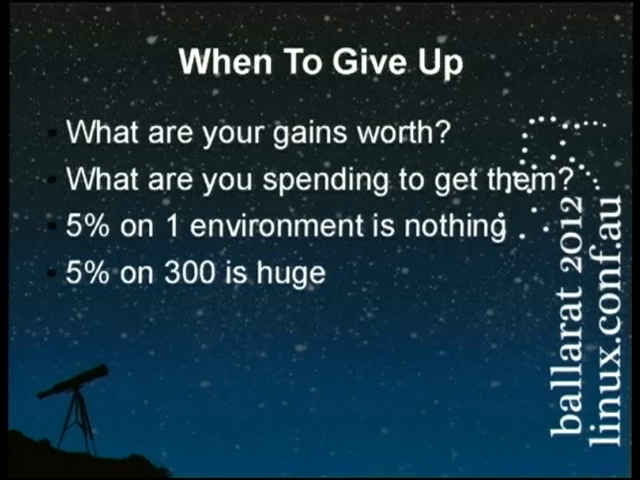 When To Give Up
What are your gains worth?
What are you spending to get them?
5% on 1 environment is nothing
5% on 300 is huge
ballarat 2012
linux.conf.au